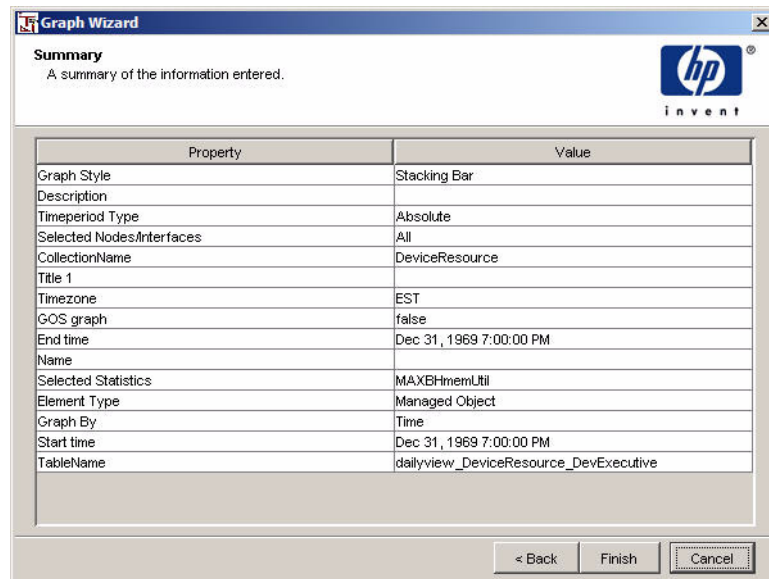 Graph Wizard
Summary
A summary of the information entered.
hp
®
invent
Property Value
Graph Style Stacking Bar
Description
Timeperiod Type Absolute
Selected Nodes/Interfaces All
CollectionName DeviceResource
Title 1
Timezone EST
GOS graph false
End time Dec 31, 1969 7:00:00 PM
Name
Selected Statistics MAXBHmemUtil
Element Type Managed Object
Graph By Time
Start time Dec 31, 1969 7:00:00 PM
TableName dailyview_DeviceResource_DevExecutive
< Back Finish Cancel